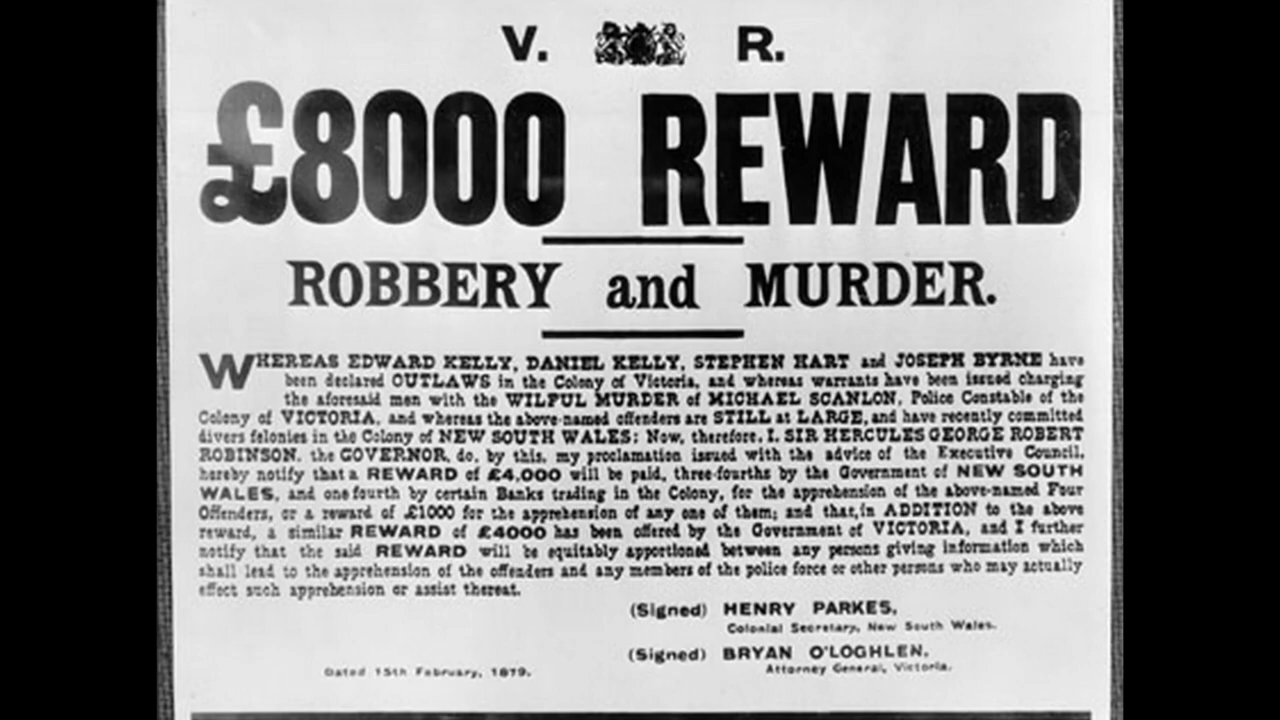 V. R.
£8000 REWARD
ROBBERY and MURDER.
WHEREAS EDWARD KELLY, DANIEL KELLY, STEPHEN HART and JOSEPH BYRNE have
been declared OUTLAWS in the Colony of Victoria, and whereas warrants have been issued charging
the aforesaid men with the WILFUL MURDER of MICHAEL SCANLON, Police Constable of the
Colony of VICTORIA, and whereas the above-named offenders are STILL at LARGE, and have recently committed
divers felonies in the Colony of NEW SOUTH WALES: Now, therefore, I, SIR HERCULES GEORGE ROBERT
ROBINSON, the GOVERNOR, do, by this, my proclamation issued with the advice of the Executive Council,
hereby notify that a REWARD of £4,000 will be paid, three-fourths by the Government of NEW SOUTH
WALES, and one fourth by certain Banks trading in the Colony, for the apprehension of the above-named Four
Offenders, or a reward of £1000 for the apprehension of any one of them; and that, in ADDITION to the above
reward, a similar REWARD of £4000 has been offered by the Government of VICTORIA, and I further
notify that the said REWARD will be equitably apportioned between any persons giving information which
shall lead to the apprehension of the offenders and any members of the police force or other persons who may actually
effect such apprehension or assist thereat.
(Signed) HENRY PARKES,
Colonial Secretary, New South Wales.
(Signed) BRYAN O'LOGHLEN,
Attorney General, Victoria.
Dated 15th February, 1879.